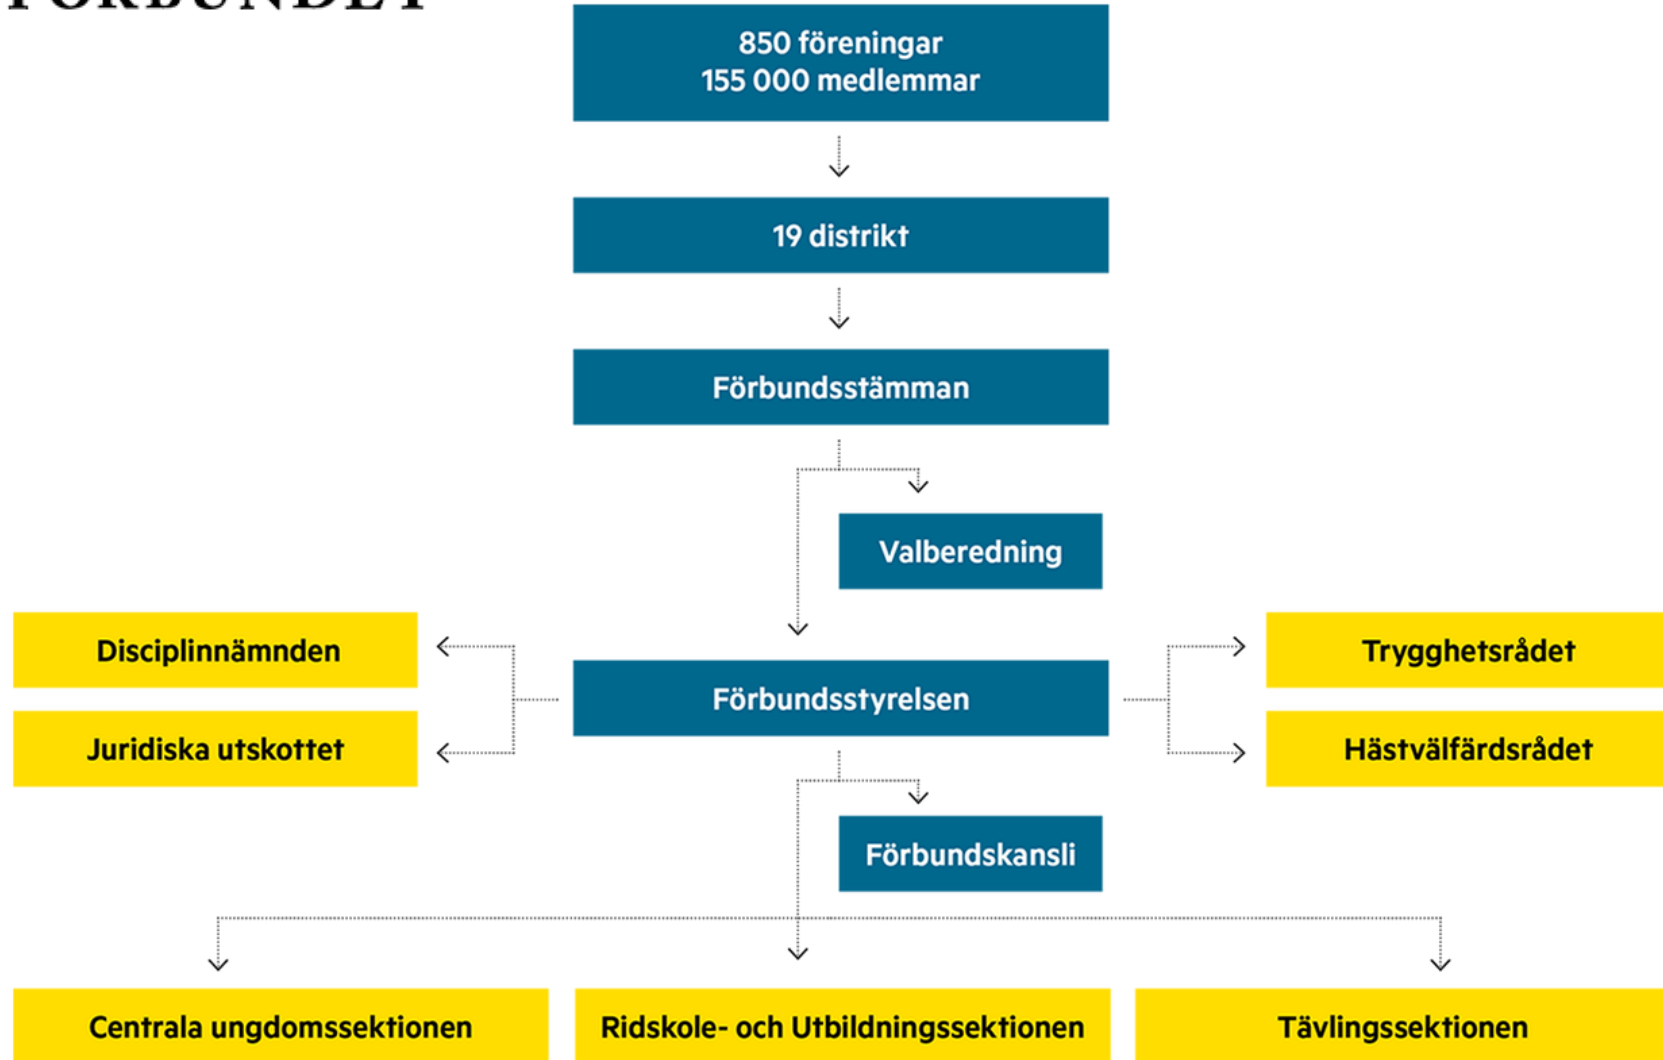 FÖRBUNDET
850 föreningar
155 000 medlemmar
19 distrikt
Förbundsstämman
Valberedning
Disciplinnämnden
Trygghetsrådet
Förbundsstyrelsen
Juridiska utskottet
Hästvälfärdsrådet
Förbundskansli
Centrala ungdomssektionen
Ridskole- och Utbildningssektionen
Tävlingssektionen